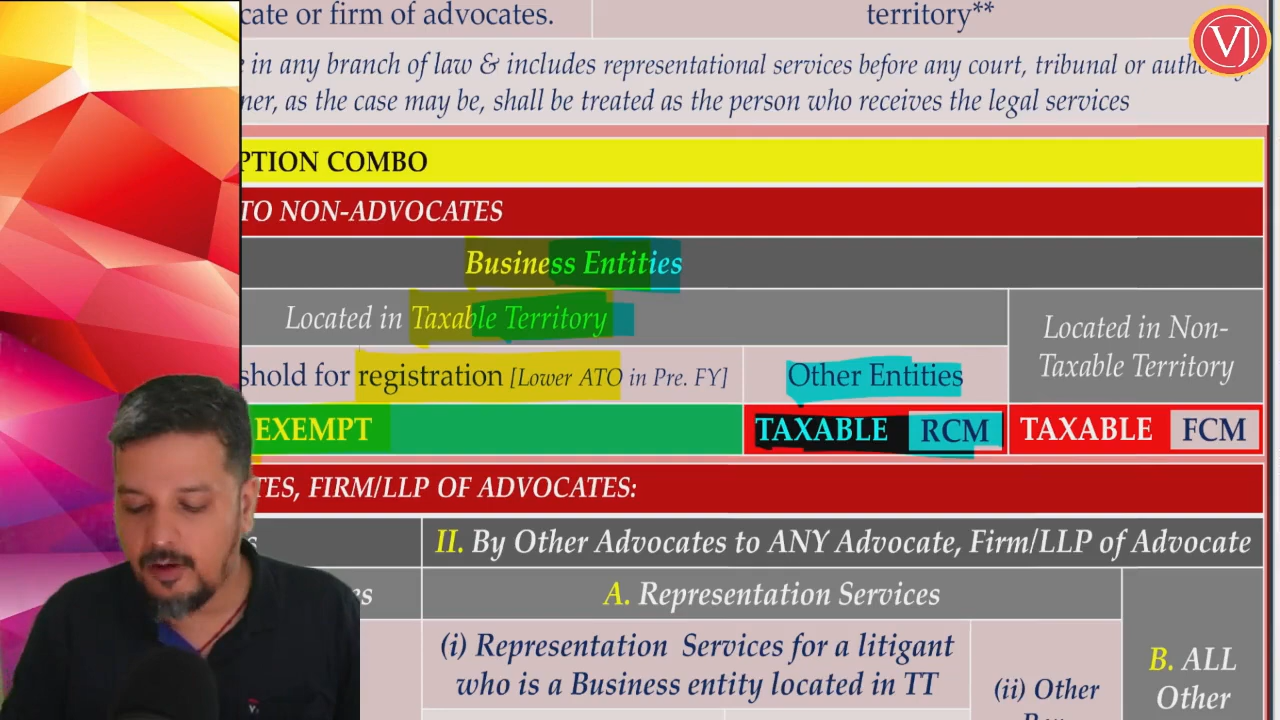 cate or firm of advocates.
territory**
in any branch of law & includes representational services before any court, tribunal or
ner, as the case may be, shall be treated as the person who receives the legal services
VJ
PTION COMBO
TO NON-ADVOCATES
Business Entities
Located in Taxable Territory
Located in Non-
Taxable Territory
shold for registration [Lower ATO in Pre. FY]
Other Entities
EXEMPT
TAXABLE RCM
TAXABLE FCM
TES, FIRM/LLP OF ADVOCATES:
II. By Other Advocates to ANY Advocate, Firm/LLP of Advocate
es
A. Representation Services
(i) Representation Services for a litigant
who is a Business entity located in TT
(ii) Other
B. ALL
Other